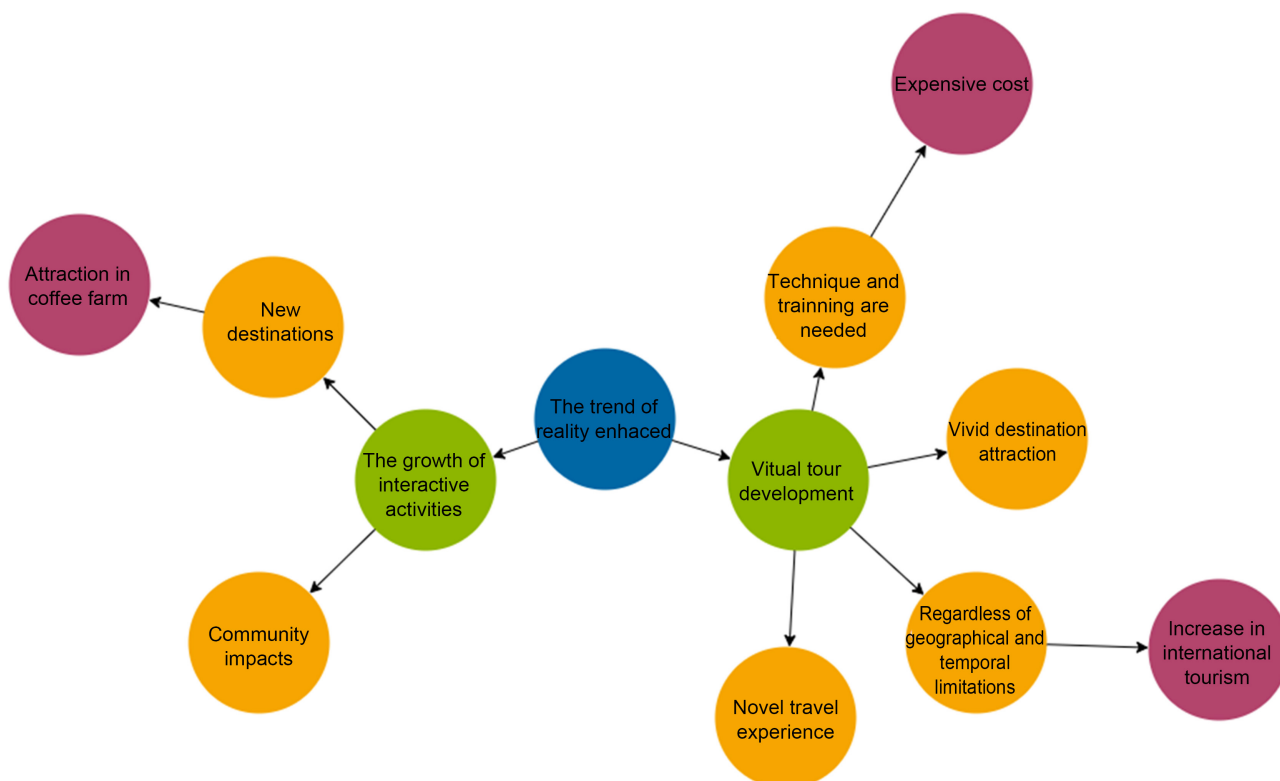 Expensive cost
Attraction in
coffee farm
New
destinations
Technique and
trainning are
needed
The trend of
reality enhaced
Vivid destination
attraction
The growth of
interactive
activities
Vitual tour
development
Community
impacts
Regardless of
geographical and
temporal
limitations
Increase in
international
tourism
Novel travel
experience